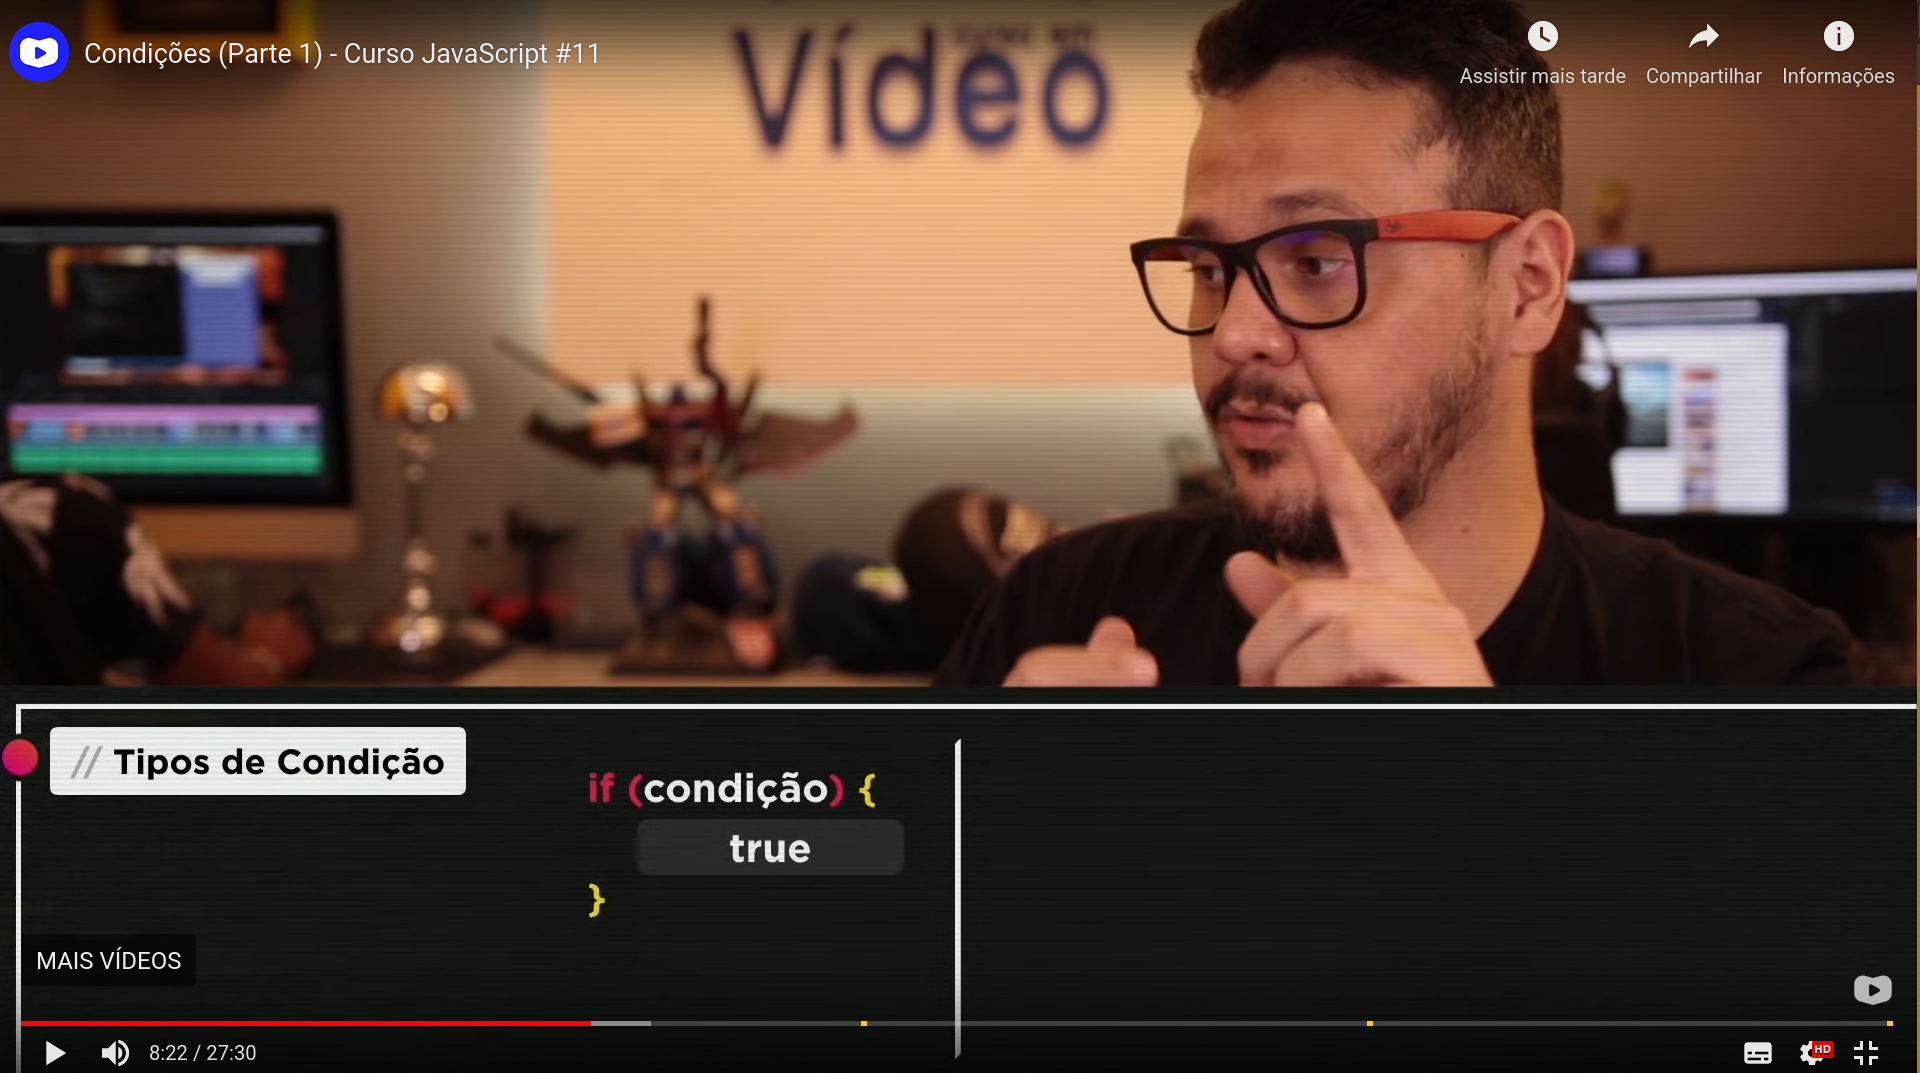 Condições (Parte 1) - Curso JavaScript #11
Assistir mais tarde
Compartilhar
Informações
Vídeo
// Tipos de Condição
if (condição) {
true
}
MAIS VÍDEOS
8:22 / 27:30
HD